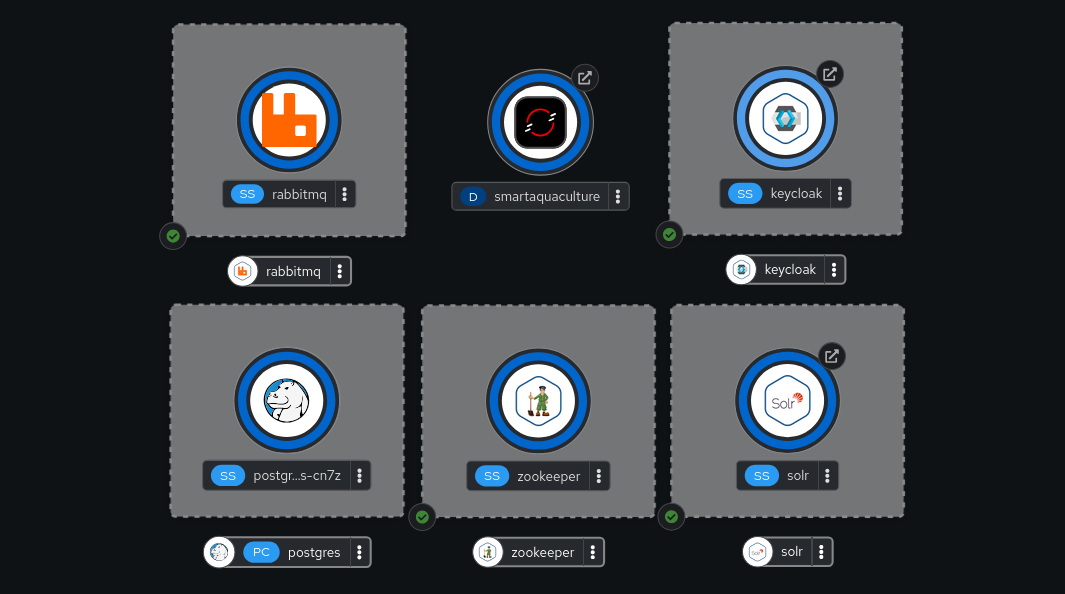 SS rabbitmq
D smartaquaculture
SS keycloak
rabbitmq
keycloak
SS postgr...s-cn7z
SS zookeeper
Solr
SS solr
PC postgres
zookeeper
Solr
solr